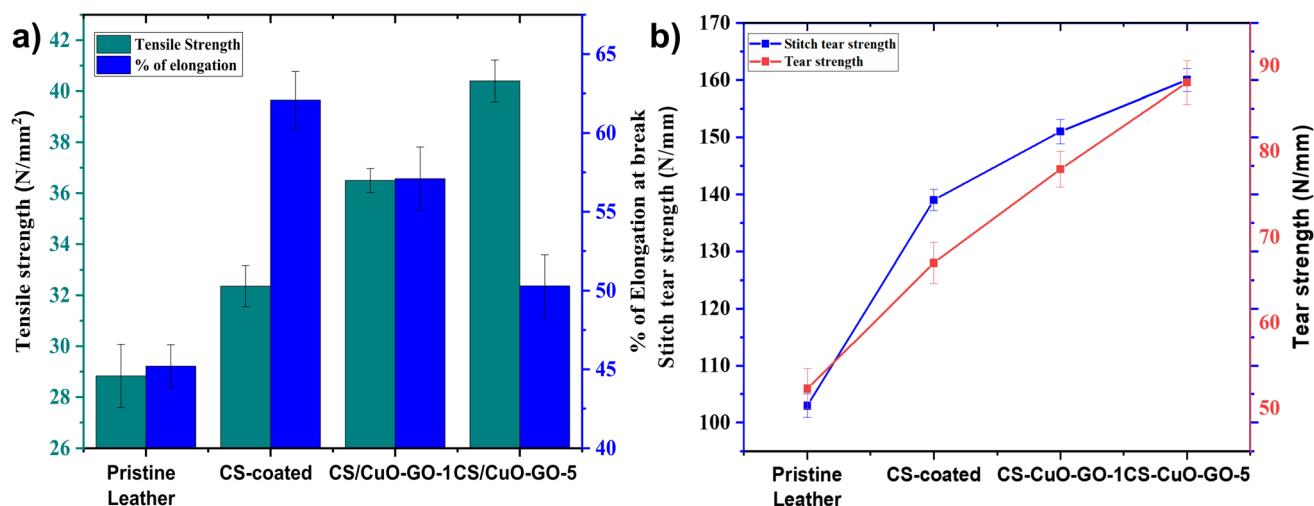 a)
Tensile Strength
% of elongation
Tensile strength (N/mm²)
42
40
38
36
34
32
30
28
26
% of Elongation at break
65
60
55
50
45
40
Pristine
Leather
CS-coated
CS/CuO-GO-1
CS/CuO-GO-5
b)
Stitch tear strength
Tear strength
Stitch tear strength (N/mm)
170
160
150
140
130
120
110
100
Tear strength (N/mm)
90
80
70
60
50
Pristine
Leather
CS-coated
CS-CuO-GO-1
CS-CuO-GO-5